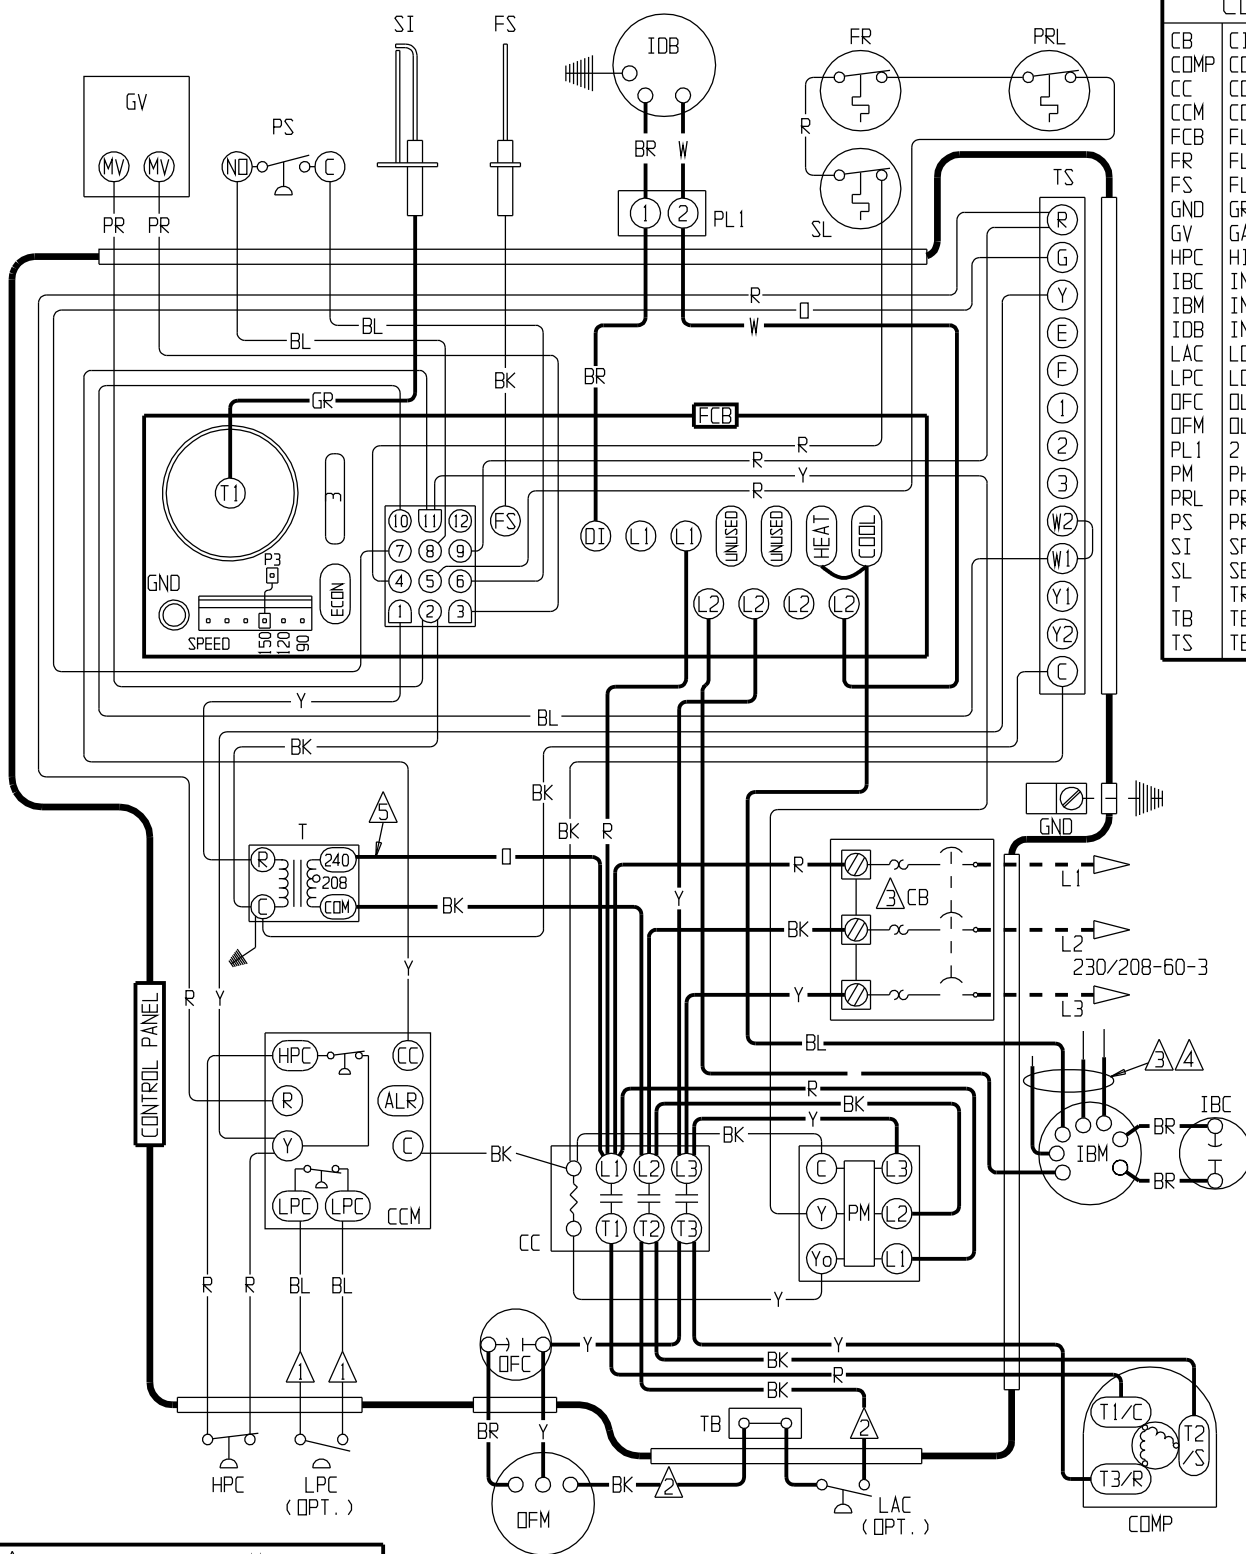 SI FS IDB FR PRL
GV PS
MV MV NO C
PR PR
BR W R
1 2 PL1
SL
TS
R
G
Y
E
F
1
2
3
W2
W1
Y1
Y2
C
CB
COMP
CC
CCM
FCB
FR
FS
GND
GV
HPC
IBC
IBM
IDB
LAC
LPC
OFC
OFM
PL1 2
PM
PRL
PS
SI
SL
T
TB
TS
R
O
W
BL
BL
BR
BK
GR
FCB
R
R
Y
R
T1
3
10 11 12
7 8 9
4 5 6
1 2 3
FS
OI L1 L1 UNUSED UNUSED HEAT COOL
L2 L2 L2 L2
P3
GND
ECON
SPEED 150 120 90
Y
BL
BK
BK
BK R
5
T
R 240
208
C COM
O
BK
Y
R
BK
Y
3 CB
GND
L1
L2
230/208-60-3
L3
CONTROL PANEL
R Y
Y
HPC CC
R ALR
Y C
LPC LPC
CCM
BK
BK
BL
R
BK
Y
3 4
IBC
IBM
BR
BR
L1 L2 L3
T1 T2 T3
CC
C L3
Y PM L2
Yo L1
Y
R R BL BL
1 1
OFC
Y
Y
BK
R
BK
BR Y
TB
2
BK 2
HPC
LPC
(OPT.)
OFM
LAC
(OPT.)
T1/C
T2
/S
T3/R
COMP